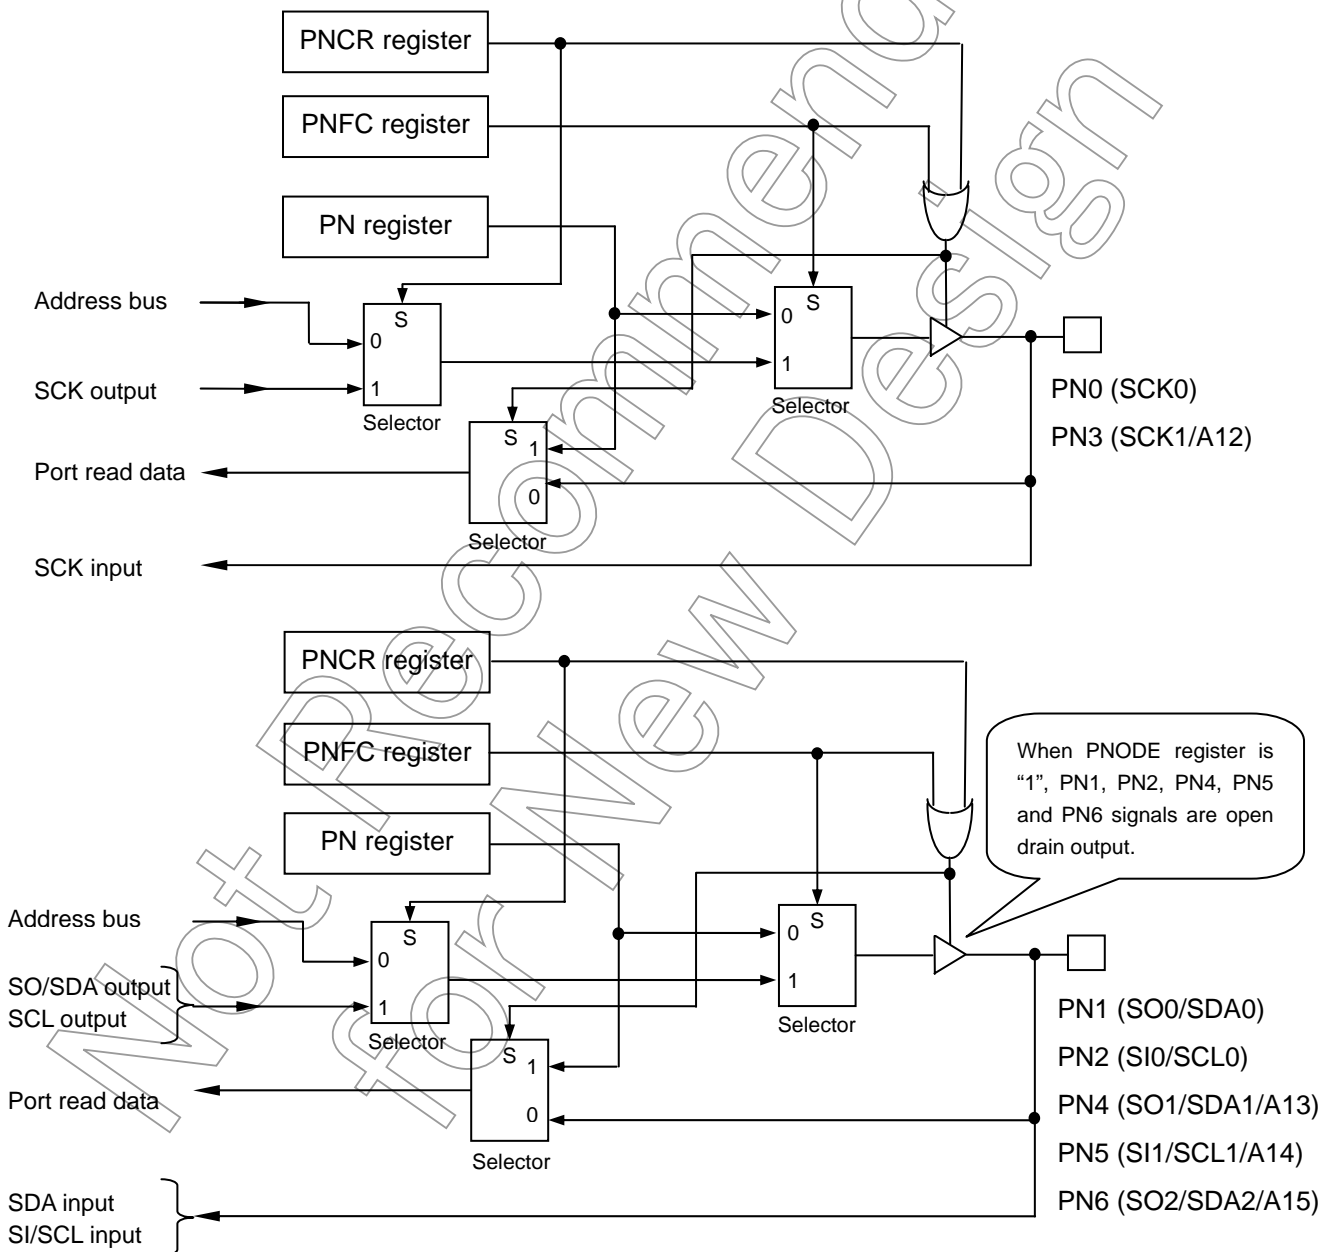 PNCR register
PNFC register
PN register
Address bus
S
0
1
Selector
SCK output
S
0
1
Selector
PN0 (SCK0)
PN3 (SCK1/A12)
S
1
0
Selector
Port read data
SCK input
PNCR register
PNFC register
PN register
When PNODE register is
“1”, PN1, PN2, PN4, PN5
and PN6 signals are open
drain output.
Address bus
S
0
1
Selector
SO/SDA output
SCL output
S
0
1
Selector
S
1
0
Selector
Port read data
PN1 (SO0/SDA0)
PN2 (SI0/SCL0)
PN4 (SO1/SDA1/A13)
PN5 (SI1/SCL1/A14)
PN6 (SO2/SDA2/A15)
SDA input
SI/SCL input
Not Recommend
for New Design